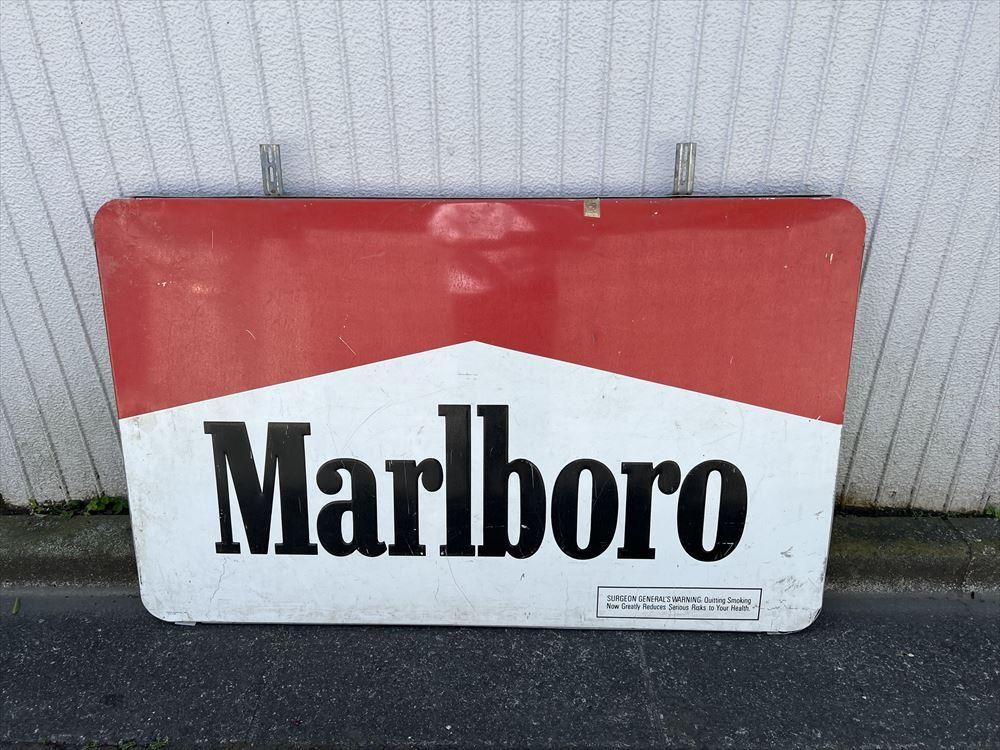 Marlboro
SURGEON GENERAL'S WARNING: Quitting Smoking
Now Greatly Reduces Serious Risks to Your Health.